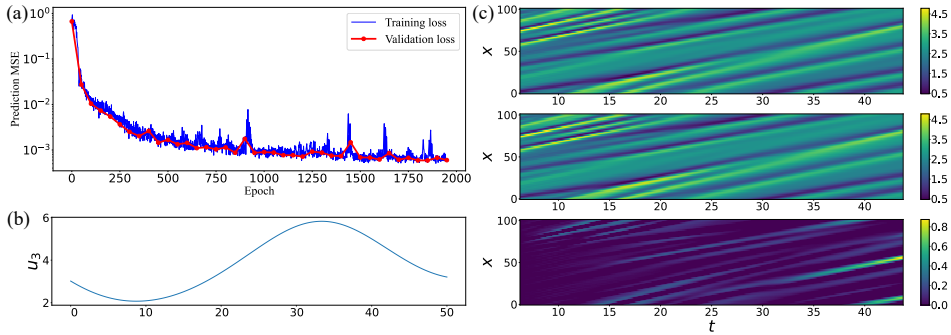 (a)
10⁰
10⁻¹
10⁻²
10⁻³
Prediction MSE
Training loss
Validation loss
0 250 500 750 1000 1250 1500 1750 2000
Epoch
(b)
6
4
2
u₃
0 10 20 30 40 50
(c)
100
50
0
x
10 15 20 25 30 35 40
4.5
3.5
2.5
1.5
0.5
100
50
0
x
10 15 20 25 30 35 40
4.5
3.5
2.5
1.5
0.5
100
50
0
x
10 15 20 25 30 35 40
t
0.8
0.6
0.4
0.2
0.0